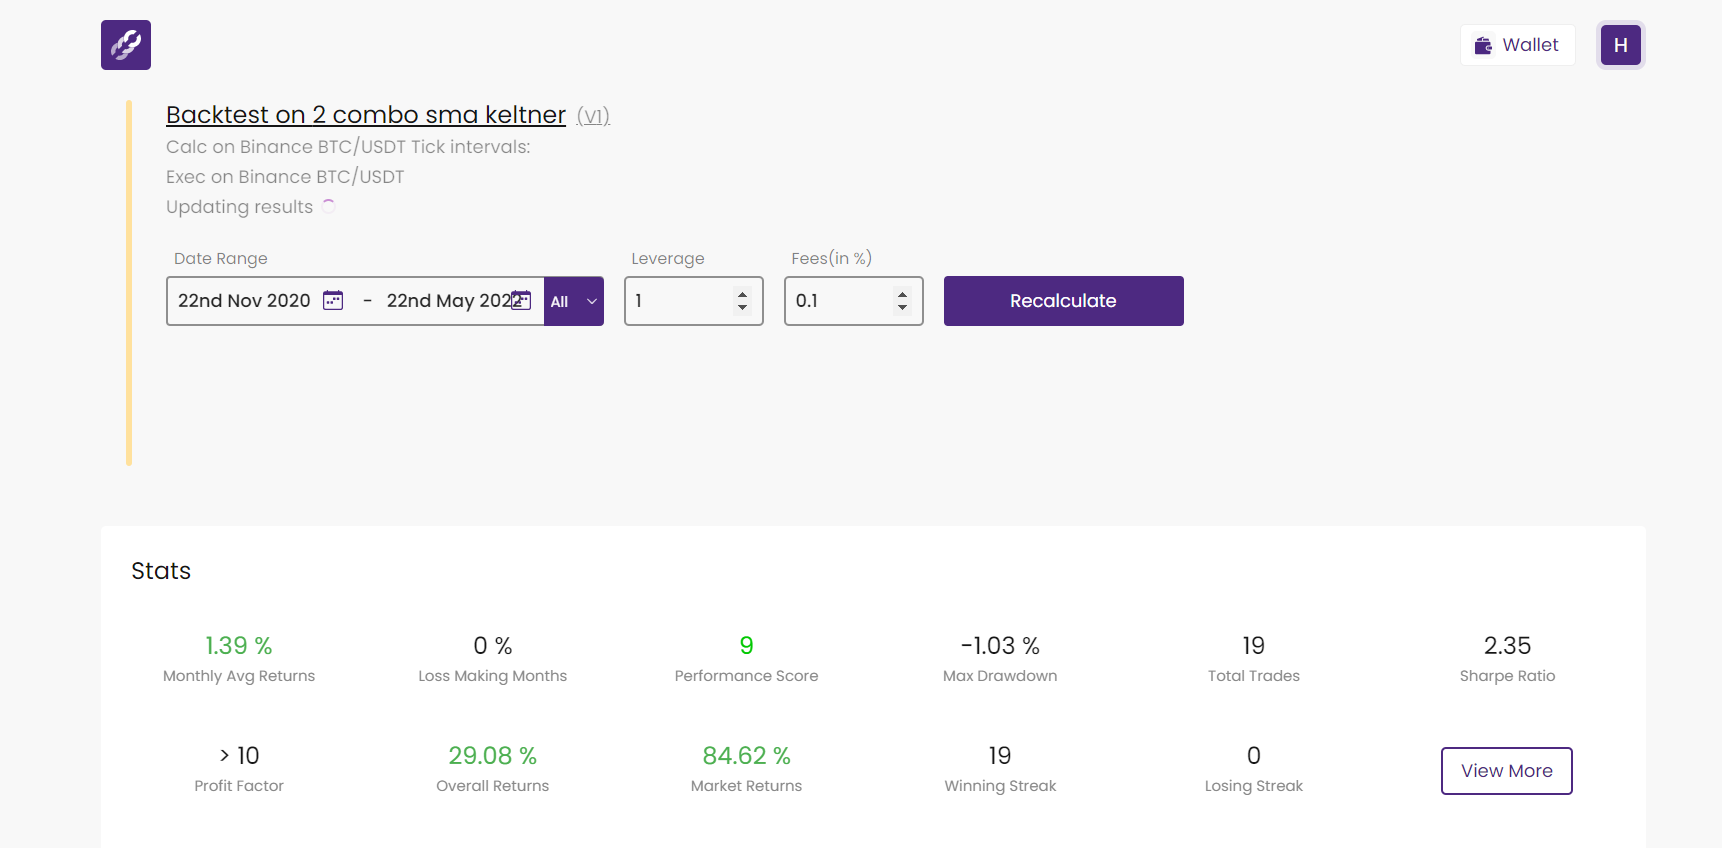 Wallet
H
Backtest on 2 combo sma keltner (V1)
Calc on Binance BTC/USDT Tick intervals:
Exec on Binance BTC/USDT
Updating results
Date Range
Leverage
Fees(in %)
22nd Nov 2020 - 22nd May 2022
All
1
0.1
Recalculate
Stats
1.39 %
Monthly Avg Returns
0 %
Loss Making Months
9
Performance Score
-1.03 %
Max Drawdown
19
Total Trades
2.35
Sharpe Ratio
> 10
Profit Factor
29.08 %
Overall Returns
84.62 %
Market Returns
19
Winning Streak
0
Losing Streak
View More